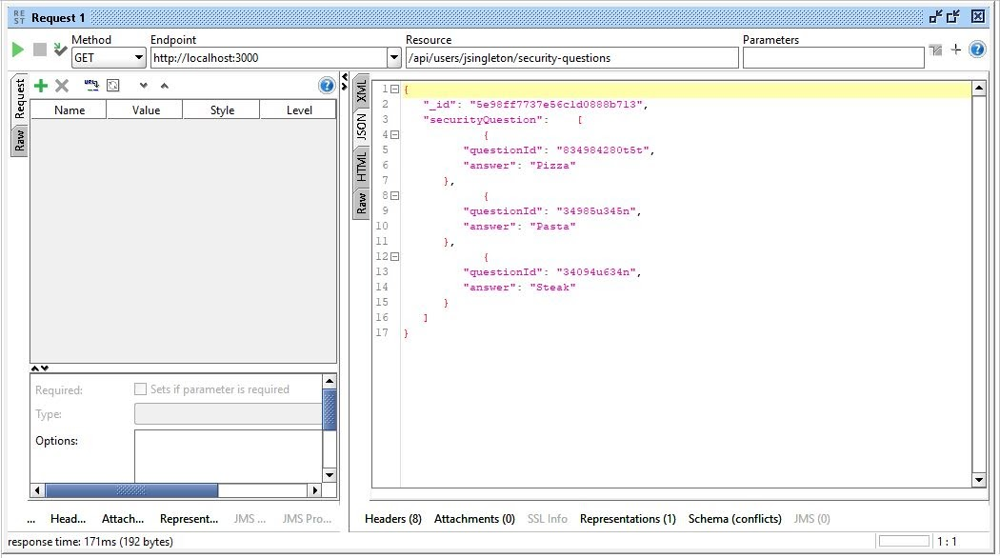 RE
ST
Request 1
Method
Endpoint
Resource
Parameters
GET
http://localhost:3000
/api/users/jsingleton/security-questions
Request
Raw
URL?
Name Value Style Level
Required: Sets if parameter is required
Type:
Options:
... Head... Attach... Represent... JMS ... JMS Pro...
XML
JSON
HTML
Raw
1 {
2 "_id": "5e98ff7737e56c1d0888b713",
3 "securityQuestion": [
4 {
5 "questionId": "834984280t5t",
6 "answer": "Pizza"
7 },
8 {
9 "questionId": "34985u345n",
10 "answer": "Pasta"
11 },
12 {
13 "questionId": "34094u634n",
14 "answer": "Steak"
15 }
16 ]
17 }
Headers (8) Attachments (0) SSL Info Representations (1) Schema (conflicts) JMS (0)
response time: 171ms (192 bytes)
1 : 1